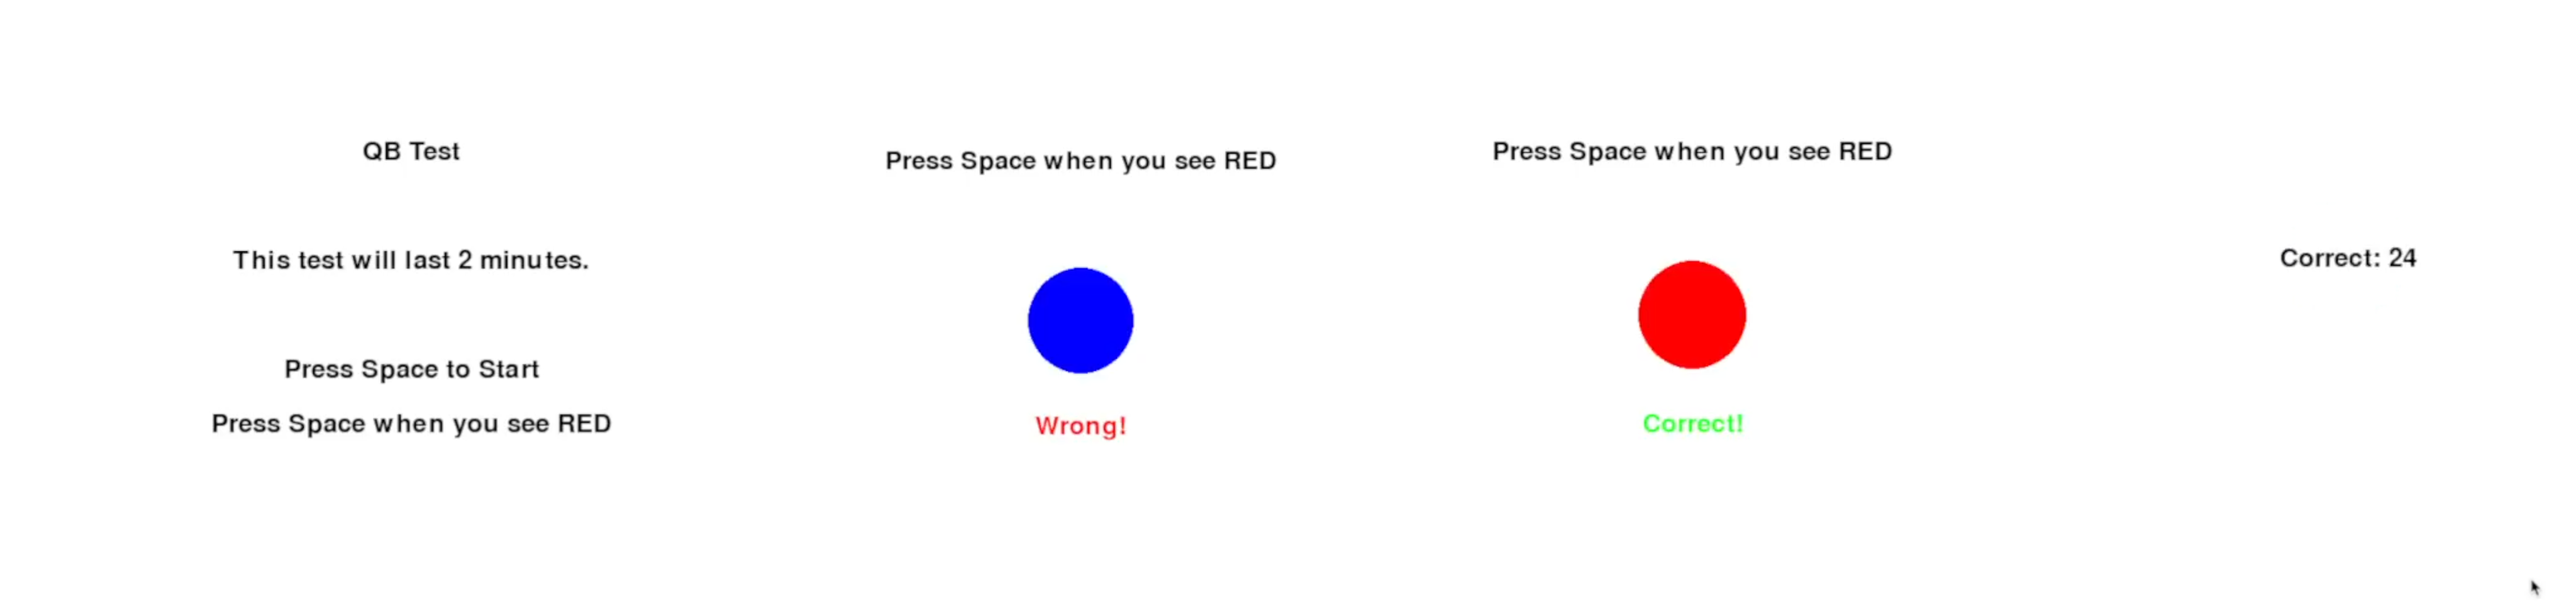 QB Test
This test will last 2 minutes.
Press Space to Start
Press Space when you see RED
Press Space when you see RED
Wrong!
Press Space when you see RED
Correct!
Correct: 24